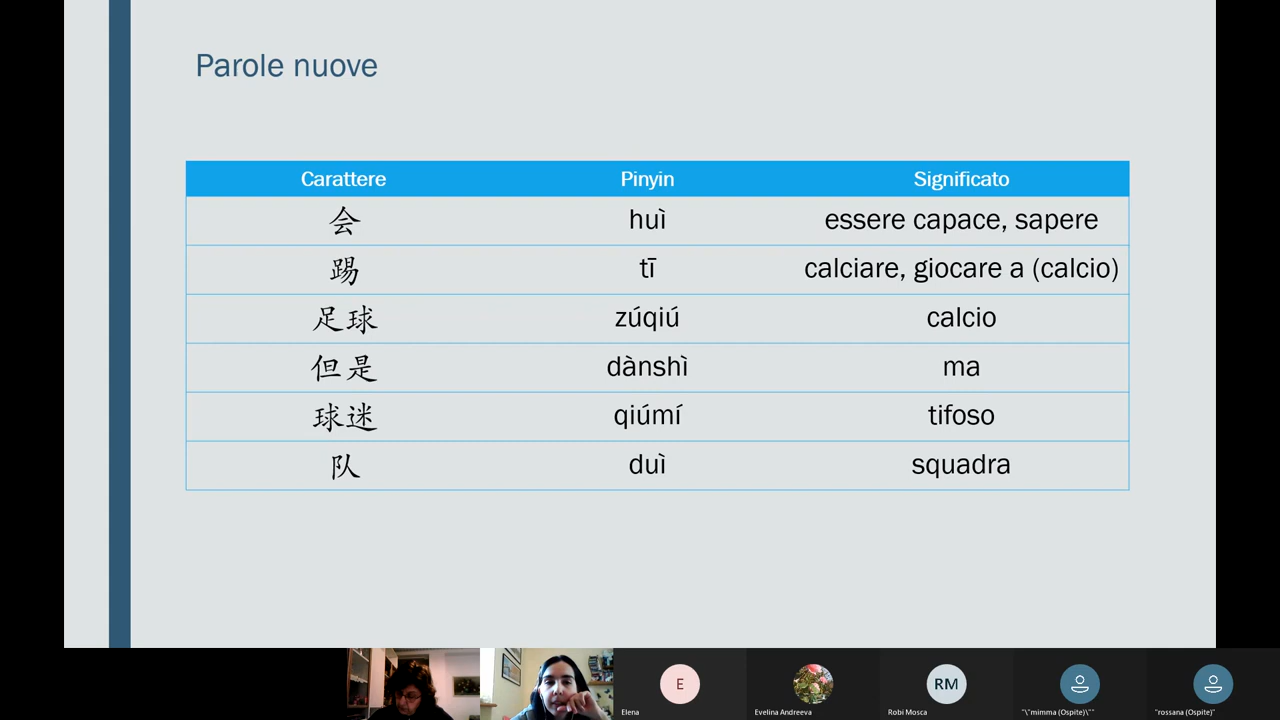 Parole nuove
Carattere Pinyin Significato
会 huì essere capace, sapere
踢 tī calciare, giocare a (calcio)
足球 zúqiú calcio
但是 dànshì ma
球迷 qiúmí tifoso
队 duì squadra
E RM
Elena Evelina Andreeva Robi Mosca "\"mimma (Ospite)\"" "rossana (Ospite)"